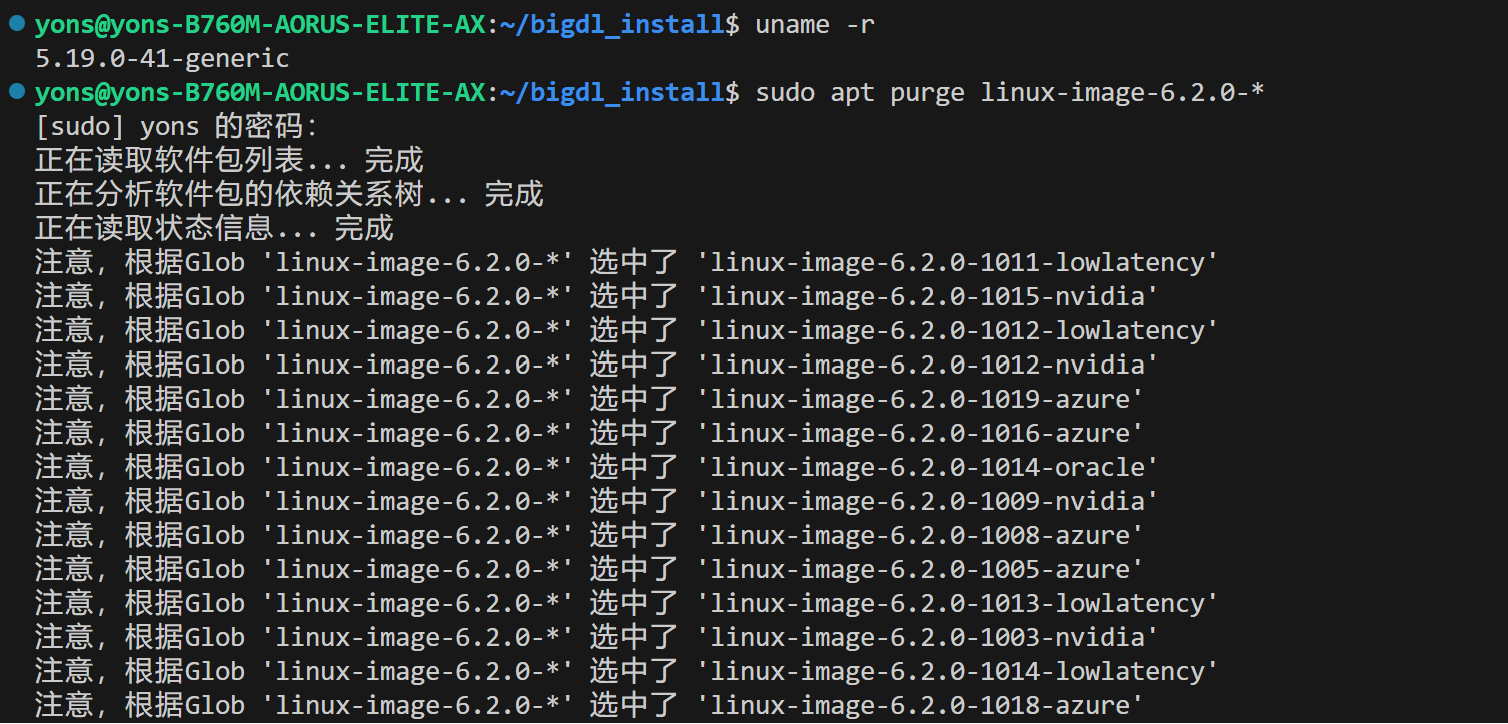 yons@yons-B760M-AORUS-ELITE-AX:~/bigdl_install$ uname -r
5.19.0-41-generic
yons@yons-B760M-AORUS-ELITE-AX:~/bigdl_install$ sudo apt purge linux-image-6.2.0-*
[sudo] yons 的密码：
正在读取软件包列表... 完成
正在分析软件包的依赖关系树... 完成
正在读取状态信息... 完成
注意，根据Glob 'linux-image-6.2.0-*' 选中了 'linux-image-6.2.0-1011-lowlatency'
注意，根据Glob 'linux-image-6.2.0-*' 选中了 'linux-image-6.2.0-1015-nvidia'
注意，根据Glob 'linux-image-6.2.0-*' 选中了 'linux-image-6.2.0-1012-lowlatency'
注意，根据Glob 'linux-image-6.2.0-*' 选中了 'linux-image-6.2.0-1012-nvidia'
注意，根据Glob 'linux-image-6.2.0-*' 选中了 'linux-image-6.2.0-1019-azure'
注意，根据Glob 'linux-image-6.2.0-*' 选中了 'linux-image-6.2.0-1016-azure'
注意，根据Glob 'linux-image-6.2.0-*' 选中了 'linux-image-6.2.0-1014-oracle'
注意，根据Glob 'linux-image-6.2.0-*' 选中了 'linux-image-6.2.0-1009-nvidia'
注意，根据Glob 'linux-image-6.2.0-*' 选中了 'linux-image-6.2.0-1008-azure'
注意，根据Glob 'linux-image-6.2.0-*' 选中了 'linux-image-6.2.0-1005-azure'
注意，根据Glob 'linux-image-6.2.0-*' 选中了 'linux-image-6.2.0-1013-lowlatency'
注意，根据Glob 'linux-image-6.2.0-*' 选中了 'linux-image-6.2.0-1003-nvidia'
注意，根据Glob 'linux-image-6.2.0-*' 选中了 'linux-image-6.2.0-1014-lowlatency'
注意，根据Glob 'linux-image-6.2.0-*' 选中了 'linux-image-6.2.0-1018-azure'